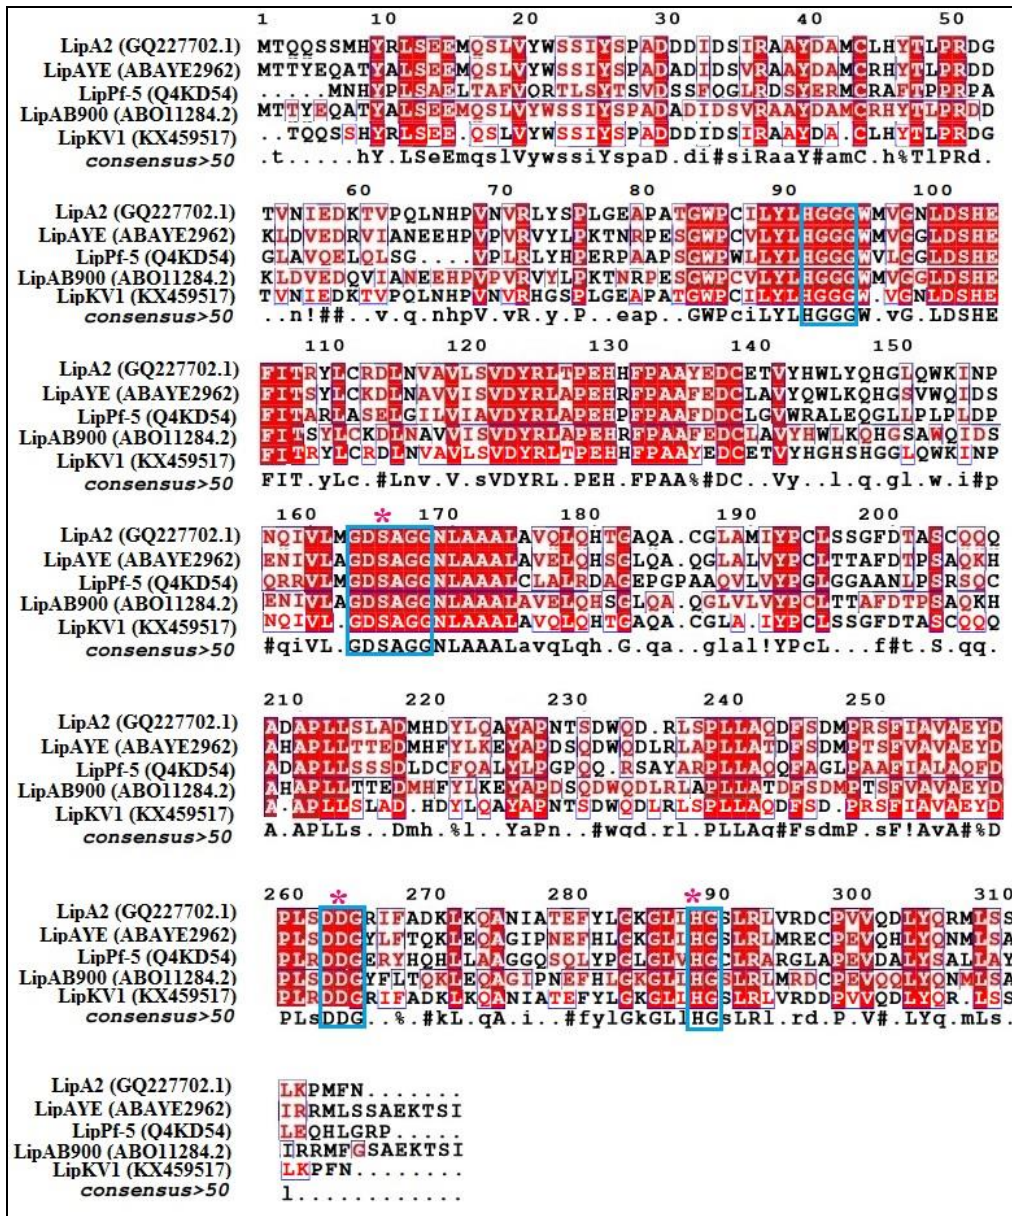 1 10 20 30 40 50
LipA2 (GQ227702.1) MTQQSSMHYRLSEEMQSLVYWSSIYSPADDDIDSIRAAYDAMCLHYTLPRDG
LipAYE (ABAYE2962) MTTYEQATYALSEEMQSLVYWSSIYSPADADIDSVRAAYDAMCRHYTLPRDD
LipPf-5 (Q4KD54) .....MNHYPLSAELTAFVQRTLSYTSVDSSFQGLRDSYERMCRAFTPPRPA
LipAB900 (ABO11284.2) MTTYEQATYALSEEMQSLVYWSSIYSPADADIDSVRAAYDAMCRHYTLPRDD
LipKV1 (KX459517) ..TQQSSHYRLSEE.QSLVYWSSIYSPADDDIDSIRAAYDA.CLHYTLPRDG
consensus>50 .t.....hY.LSeEmqslVywssiYspaD.di#siRaaY#amC.h%TlPRd.
60 70 80 90 100
LipA2 (GQ227702.1) TVNIEDKTVPQLNHPVNVRLYSPLGEAPATGWPCILYLHGGGWMVGNLDSHE
LipAYE (ABAYE2962) KLDVEDRVIANEEHPVPVRVYLPKTNRPESGWPCVLYLHGGGWMVGGLDSHE
LipPf-5 (Q4KD54) GLAVQELQLSG....VPLRLYHPERPAAPSGWPWLLYLHGGGWVLGGLDSHE
LipAB900 (ABO11284.2) KLDVEDQVIANEEHPVPVRVYLPKTNRPESGWPCVLYLHGGGWMVGGLDSHE
LipKV1 (KX459517) TVNIEDKTVPQLNHPVNVRHGSPLGEAPATGWPCILYLHGGGW.VGNLDSHE
consensus>50 ..n!##..v.q.nhpV.vR.y.P..eap..GWPciLYLHGGGW.vG.LDSHE
110 120 130 140 150
LipA2 (GQ227702.1) FITRYLCRDLNVAVLSVDYRLTPEHHFPAAYEDCETVYHWLYQHGLQWKINP
LipAYE (ABAYE2962) FITSYLCKDLNAVVISVDYRLAPEHRFPAAFEDCLAVYQWLKQHGSVWQIDS
LipPf-5 (Q4KD54) FITARLASELGILVIAVDYRLAPEHPFPAAFDDCLGVWRALEQGLLPLPLDP
LipAB900 (ABO11284.2) FITSYLCKDLNAVVISVDYRLAPEHRFPAAFEDCLAVYHWLKQHGSAWQIDS
LipKV1 (KX459517) FITRYLCRDLNVAVLSVDYRLTPEHHFPAAYEDCETVYHGHSHGGLQWKINP
consensus>50 FIT.yLc.#Lnv.V.sVDYRL.PEH.FPAA%#DC..Vy..l.q.gl.w.i#p
160 * 170 180 190 200
LipA2 (GQ227702.1) NQIVLMGDSAGGNLAAALAVQLQHTGAQA.CGLAMIYPCLSSGFDTASCQQQ
LipAYE (ABAYE2962) ENIVLAGDSAGGNLAAALAVELQHSGLQA.QGLALVYPCLTTAFDTPSAQKH
LipPf-5 (Q4KD54) QRRVLMGDSAGGNLAAALCLALRDAGEPGPAAQVLVYPGLGGAANLPSRSQC
LipAB900 (ABO11284.2) ENIVLAGDSAGGNLAAALAVELQHSGLQA.QGLVLVYPCLTTAFDTPSAQKH
LipKV1 (KX459517) NQIVL.GDSAGGNLAAALAVQLQHTGAQA.CGLA.IYPCLSSGFDTASCQQQ
consensus>50 #qiVL.GDSAGGNLAAALavqLqh.G.qa..glal!YPcL...f#t.S.qq.
210 220 230 240 250
LipA2 (GQ227702.1) ADAPLLSLADMHDYLQAYAPNTSDWQD.RLSPLLAQDFSDMPRSFIAVAEYD
LipAYE (ABAYE2962) AHAPLLTTEDMHFYLKEYAPDSQDWQDLRLAPLLATDFSDMPTSFVAVAEYD
LipPf-5 (Q4KD54) ADAPLLSSSDLDCFQALYLPGPQQ.RSAYARPLLAQQFAGLPAAFIALAQFD
LipAB900 (ABO11284.2) AHAPLLTTEDMHFYLKEYAPDSQDWQDLRLAPLLATDFSDMPTSFVAVAEYD
LipKV1 (KX459517) A.APLLSLAD.HDYLQAYAPNTSDWQDLRLSPLLAQDFSD.PRSFIAVAEYD
consensus>50 A.APLLs..Dmh.%l..YaPn..#wqd.rl.PLLAq#FsdmP.sF!AvA#%D
260 * 270 280 * 290 300 310
LipA2 (GQ227702.1) PLSDDGRIFADKLKQANIATEFYLGKGLIHGSLRLVRDCPVVQDLYQRMLSS
LipAYE (ABAYE2962) PLSDDGYLFTQKLEQAGIPNEFHLGKGLIHGSLRLMRECPEVQHLYQNMLSA
LipPf-5 (Q4KD54) PLSDDGERYHQHLLAAGGQSQLYPGLGLVHGCLRARGLAPEVDALYSALLAY
LipAB900 (ABO11284.2) PLSDDGYFLTQKLEQAGIPNEFHLGKGLIHGSLRLMRDCPEVQQLYQNMLSA
LipKV1 (KX459517) PLRDDGRIFADKLKQANIATEFYLGKGLIHGSLRLVRDDPVVQDLYQR.LSS
consensus>50 PLsDDG..%.#kL.qA.i..#fylGkGLlHGsLRl.rd.P.V#.LYq.mLs.
LipA2 (GQ227702.1) LKPMFN.......
LipAYE (ABAYE2962) IRRMLSSAEKTSI
LipPf-5 (Q4KD54) LEQHLGRP.....
LipAB900 (ABO11284.2) IRRMFGSAEKTSI
LipKV1 (KX459517) LKPFN........
consensus>50 l............